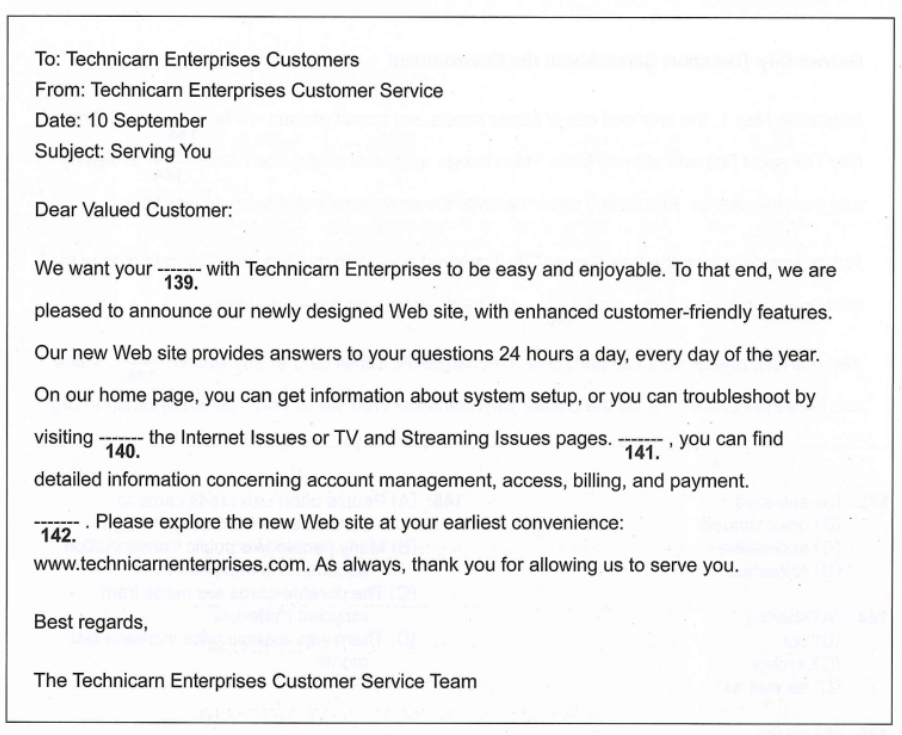 To: Technicarn Enterprises Customers
From: Technicarn Enterprises Customer Service
Date: 10 September
Subject: Serving You
Dear Valued Customer:
We want your ------- with Technicarn Enterprises to be easy and enjoyable. To that end, we are
139.
pleased to announce our newly designed Web site, with enhanced customer-friendly features.
Our new Web site provides answers to your questions 24 hours a day, every day of the year.
On our home page, you can get information about system setup, or you can troubleshoot by
visiting ------- the Internet Issues or TV and Streaming Issues pages. ------- , you can find
140. 141.
detailed information concerning account management, access, billing, and payment.
------- . Please explore the new Web site at your earliest convenience:
142.
www.technicarnenterprises.com. As always, thank you for allowing us to serve you.
Best regards,
The Technicarn Enterprises Customer Service Team